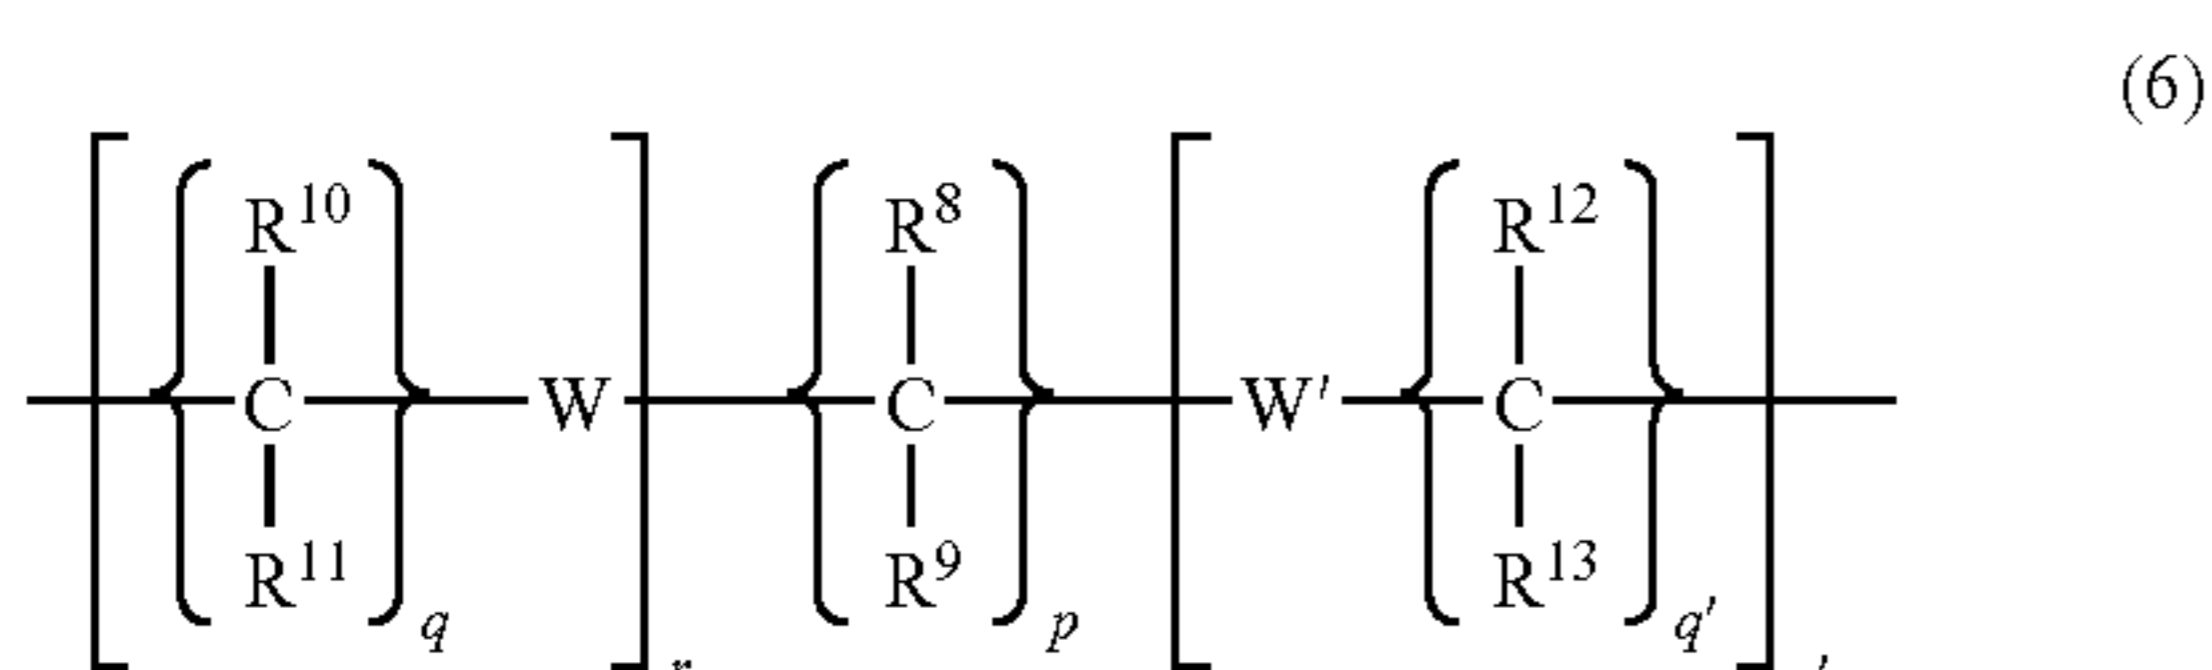 (6)
R¹⁰ R⁸ R¹² 
C W C W′ C
R¹¹ R⁹ R¹³
q p q′